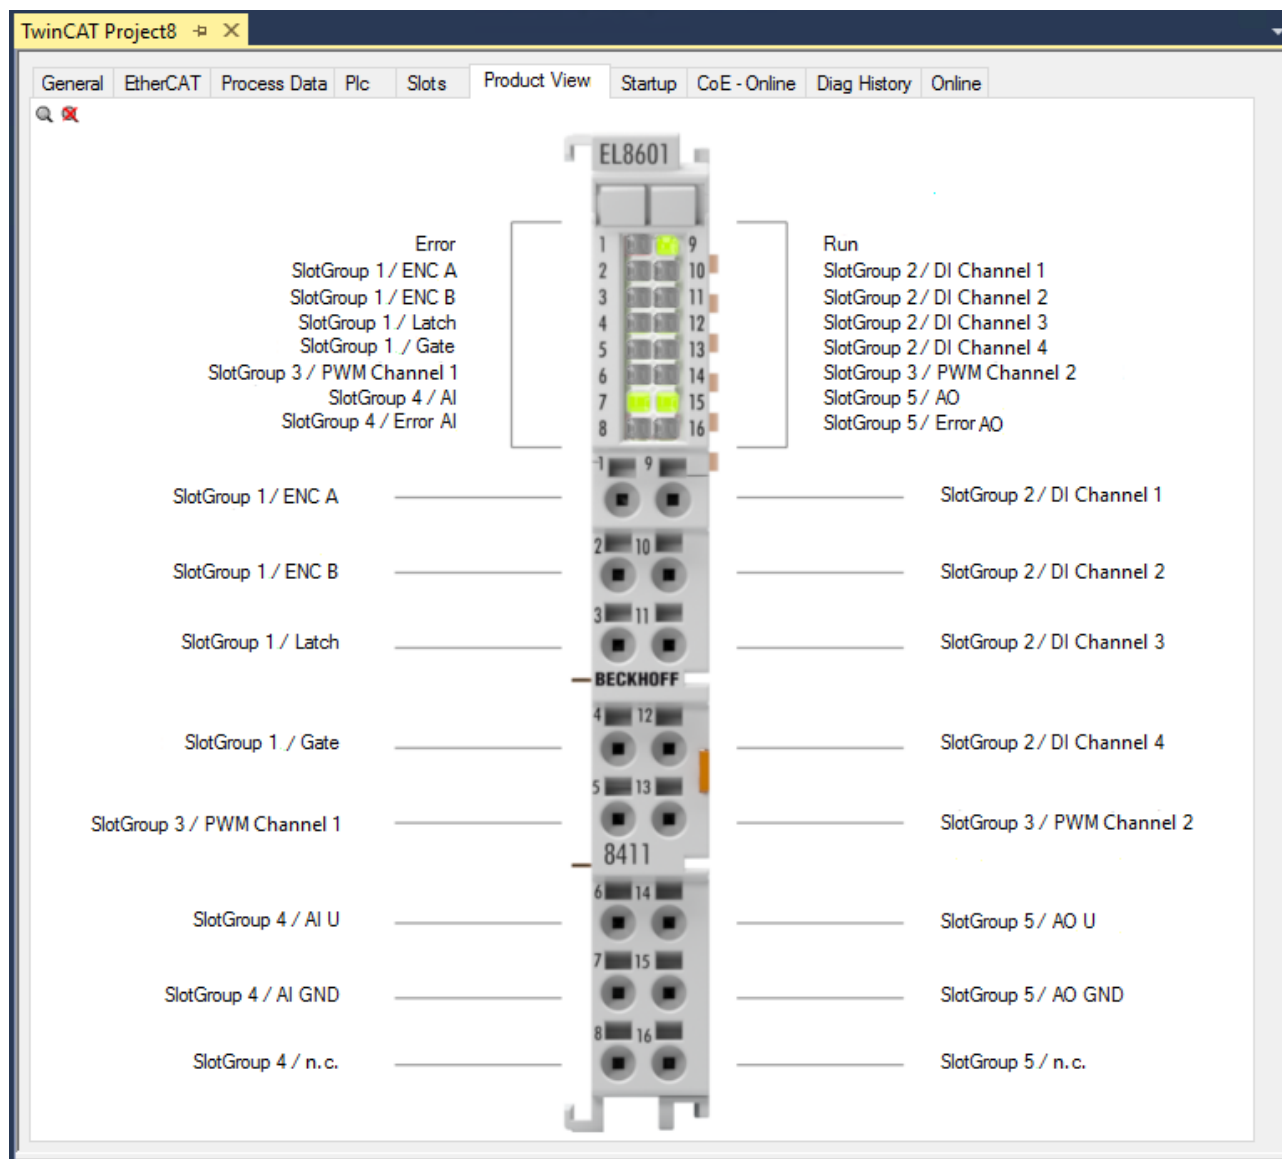 TwinCAT Project8
General EtherCAT Process Data Plc Slots Product View Startup CoE - Online Diag History Online
EL8601
Error 1 9 Run
SlotGroup 1 / ENC A 2 10 SlotGroup 2 / DI Channel 1
SlotGroup 1 / ENC B 3 11 SlotGroup 2 / DI Channel 2
SlotGroup 1 / Latch 4 12 SlotGroup 2 / DI Channel 3
SlotGroup 1 / Gate 5 13 SlotGroup 2 / DI Channel 4
SlotGroup 3 / PWM Channel 1 6 14 SlotGroup 3 / PWM Channel 2
SlotGroup 4 / AI 7 15 SlotGroup 5 / AO
SlotGroup 4 / Error AI 8 16 SlotGroup 5 / Error AO
1 9
SlotGroup 1 / ENC A SlotGroup 2 / DI Channel 1
2 10
SlotGroup 1 / ENC B SlotGroup 2 / DI Channel 2
3 11
SlotGroup 1 / Latch SlotGroup 2 / DI Channel 3
BECKHOFF
4 12
SlotGroup 1 / Gate SlotGroup 2 / DI Channel 4
5 13
SlotGroup 3 / PWM Channel 1 SlotGroup 3 / PWM Channel 2
8411
6 14
SlotGroup 4 / AI U SlotGroup 5 / AO U
7 15
SlotGroup 4 / AI GND SlotGroup 5 / AO GND
8 16
SlotGroup 4 / n.c. SlotGroup 5 / n.c.